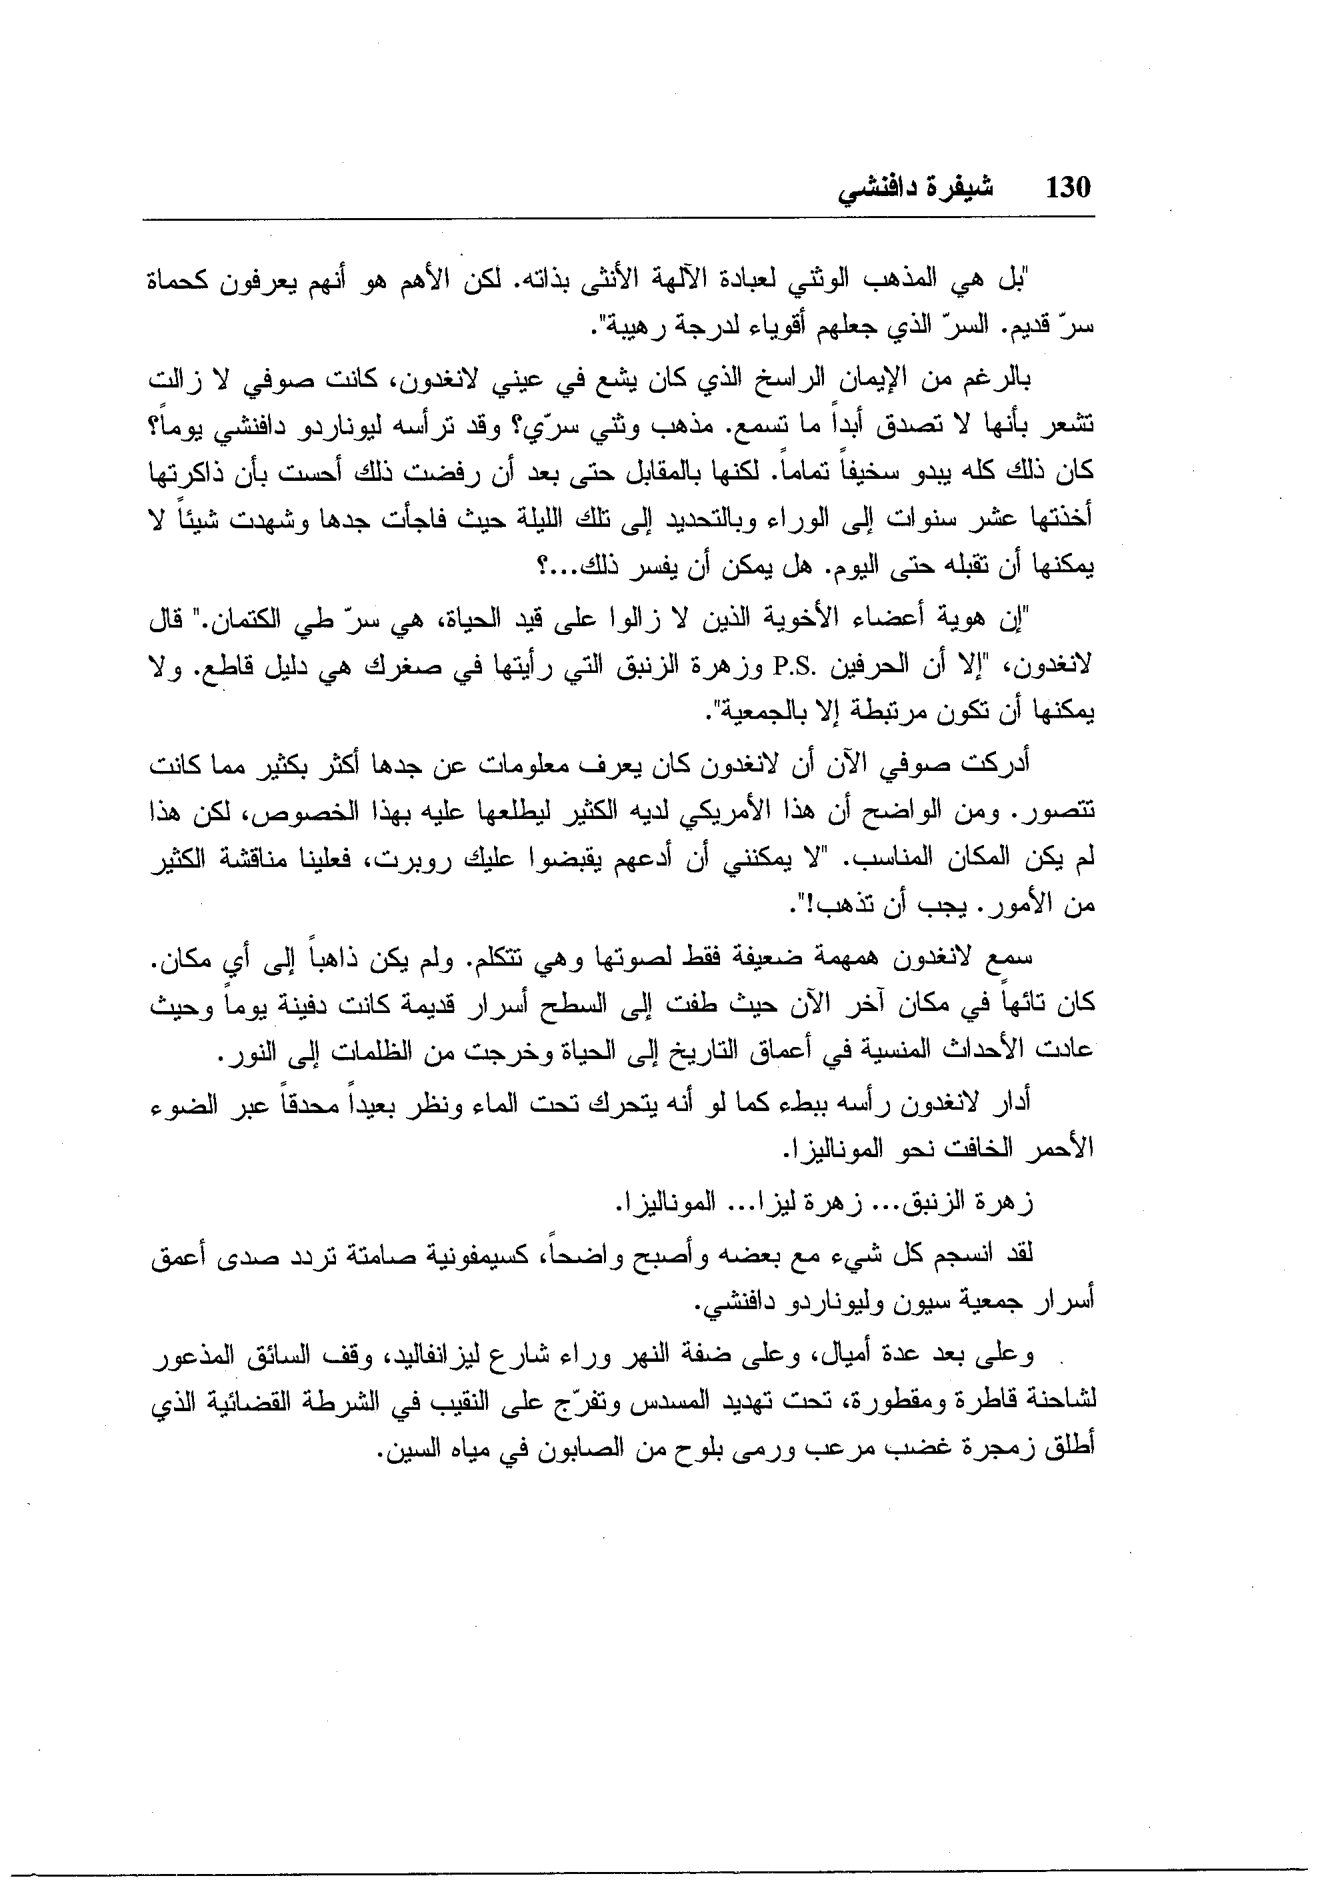 130 شيفرة دافنشي
"بل هي المذهب الوثني لعبادة الآلهة الأنثى بذاته. لكن الأهم هو أنهم يعرفون كحماة
سرّ قديم. السرّ الذي جعلهم أقوياء لدرجة رهيبة".
بالرغم من الإيمان الراسخ الذي كان يشع في عيني لانغدون، كانت صوفي لا زالت
تشعر بأنها لا تصدق أبداً ما تسمع. مذهب وثني سرّي؟ وقد ترأسه ليوناردو دافنشي يوماً؟
كان ذلك كله يبدو سخيفاً تماماً. لكنها بالمقابل حتى بعد أن رفضت ذلك أحست بأن ذاكرتها
أخذتها عشر سنوات إلى الوراء وبالتحديد إلى تلك الليلة حيث فاجأت جدها وشهدت شيئاً لا
يمكنها أن تقبله حتى اليوم. هل يمكن أن يفسر ذلك...؟
"إن هوية أعضاء الأخوية الذين لا زالوا على قيد الحياة، هي سرّ طي الكتمان." قال
لانغدون، "إلا أن الحرفين P.S. وزهرة الزنبق التي رأيتها في صغرك هي دليل قاطع. ولا
يمكنها أن تكون مرتبطة إلا بالجمعية".
أدركت صوفي الآن أن لانغدون كان يعرف معلومات عن جدها أكثر بكثير مما كانت
تتصور. ومن الواضح أن هذا الأمريكي لديه الكثير ليطلعها عليه بهذا الخصوص، لكن هذا
لم يكن المكان المناسب. "لا يمكنني أن أدعهم يقبضوا عليك روبرت، فعلينا مناقشة الكثير
من الأمور. يجب أن تذهب!".
سمع لانغدون همهمة ضعيفة فقط لصوتها وهي تتكلم. ولم يكن ذاهباً إلى أي مكان.
كان تائهاً في مكان آخر الآن حيث طفت إلى السطح أسرار قديمة كانت دفينة يوماً وحيث
عادت الأحداث المنسية في أعماق التاريخ إلى الحياة وخرجت من الظلمات إلى النور.
أدار لانغدون رأسه ببطء كما لو أنه يتحرك تحت الماء ونظر بعيداً محدقاً عبر الضوء
الأحمر الخافت نحو الموناليزا.
زهرة الزنبق... زهرة ليزا... الموناليزا.
لقد انسجم كل شيء مع بعضه وأصبح واضحاً، كسيمفونية صامتة تردد صدى أعمق
أسرار جمعية سيون وليوناردو دافنشي.
وعلى بعد عدة أميال، وعلى ضفة النهر وراء شارع ليزانفاليد، وقف السائق المذعور
لشاحنة قاطرة ومقطورة، تحت تهديد المسدس وتفرّج على النقيب في الشرطة القضائية الذي
أطلق زمجرة غضب مرعب ورمى بلوح من الصابون في مياه السين.